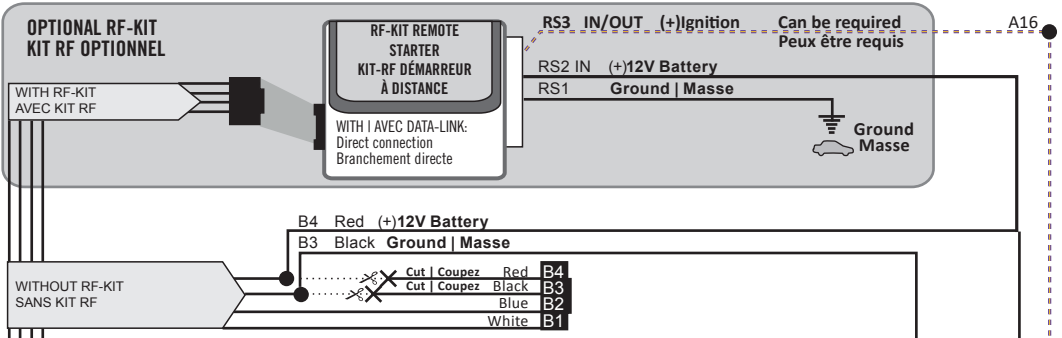 OPTIONAL RF-KIT
KIT RF OPTIONNEL
RF-KIT REMOTE
STARTER
KIT-RF DÉMARREUR
À DISTANCE
WITH | AVEC DATA-LINK:
Direct connection
Branchement directe
RS3 IN/OUT (+)Ignition
Can be required
Peux être requis
A16
RS2 IN (+)12V Battery
RS1 Ground | Masse
Ground
Masse
WITH RF-KIT
AVEC KIT RF
B4 Red (+)12V Battery
B3 Black Ground | Masse
WITHOUT RF-KIT
SANS KIT RF
Cut | Coupez Red B4
Cut | Coupez Black B3
Blue B2
White B1